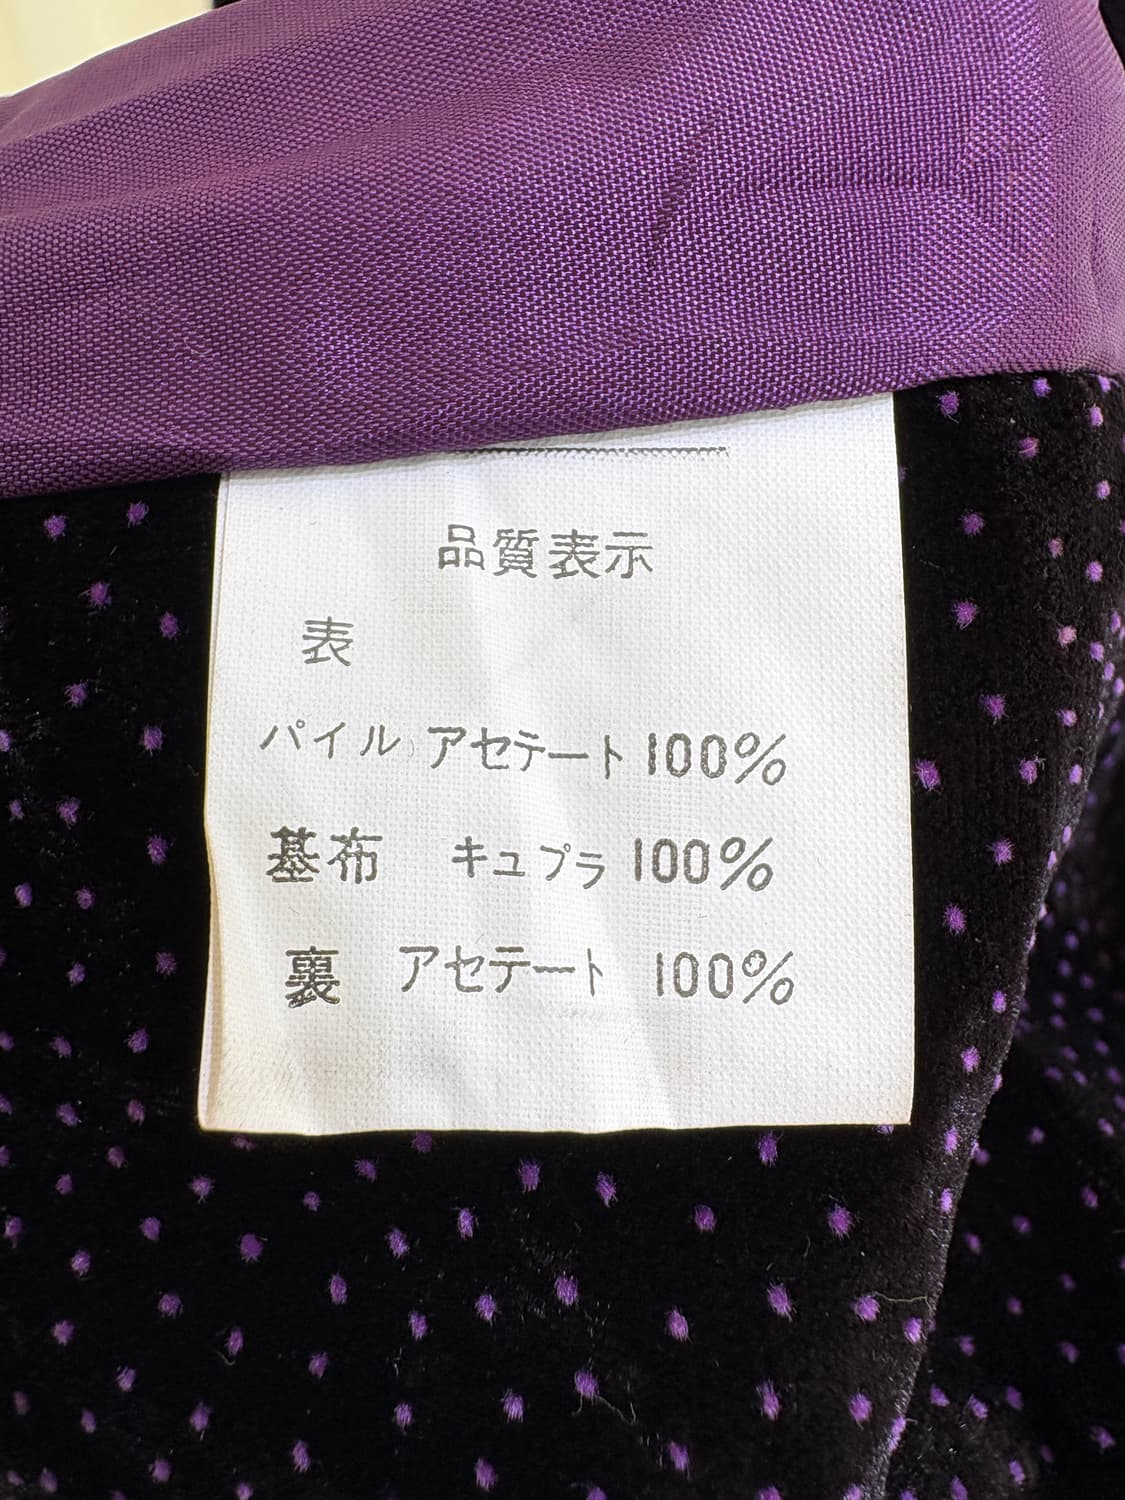 品質表示
表
パイル アセテート 100%
基布 キュプラ 100%
裏 アセテート 100%